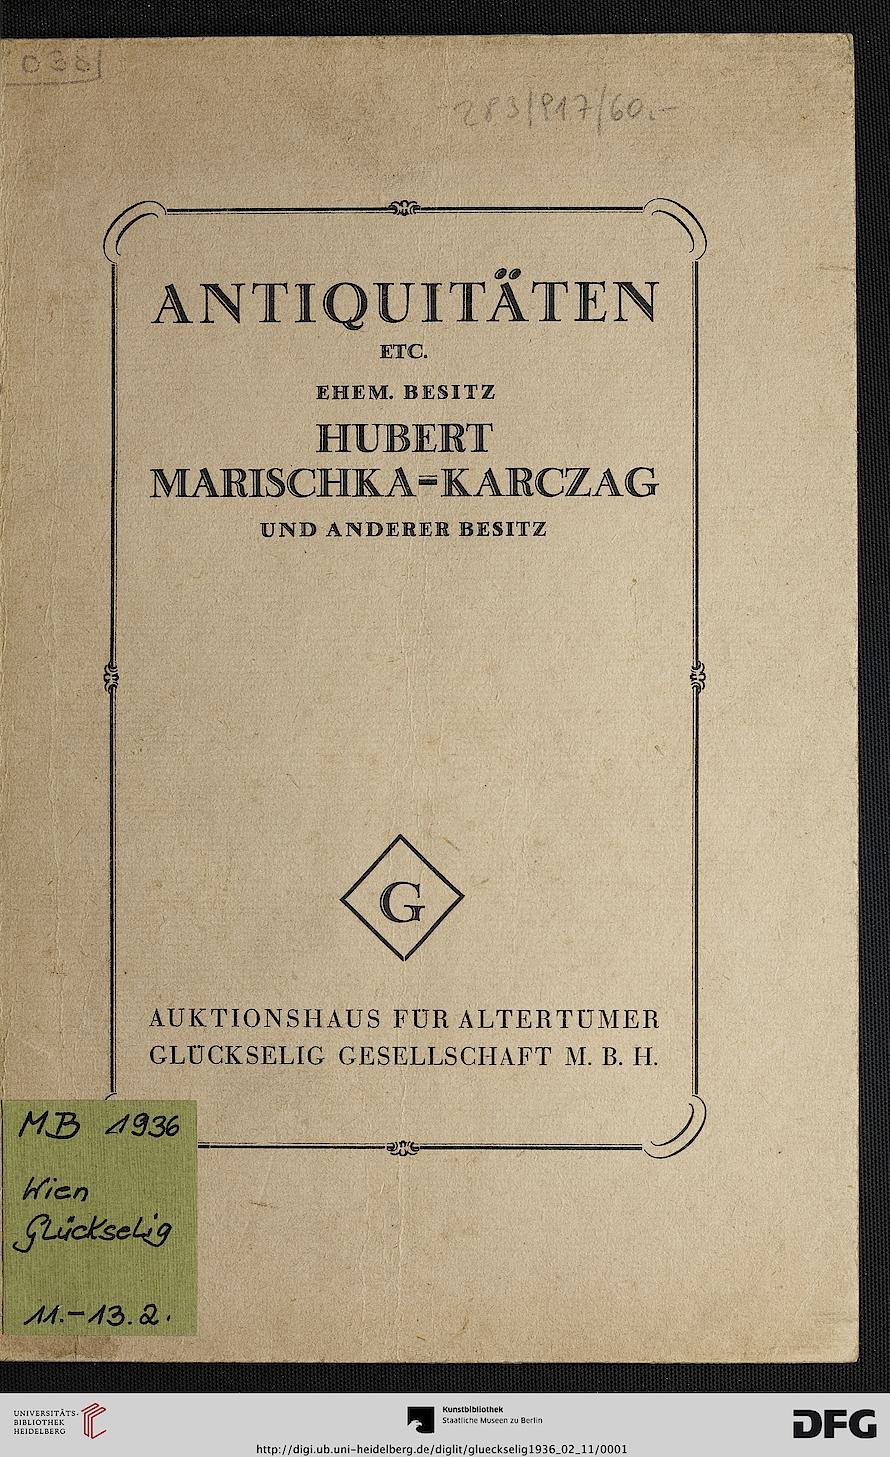 038
283/917/60.-
ANTIQUITÄTEN
ETC.
EHEM. BESITZ
HUBERT
MARISCHKA=KARCZAG
UND ANDERER BESITZ
G
AUKTIONSHAUS FÜR ALTERTÜMER
GLÜCKSELIG GESELLSCHAFT M. B. H.
MB 1936
Wien
Glückselig
11.-13.2.
UNIVERSITÄTS-
BIBLIOTHEK
HEIDELBERG
Kunstbibliothek
Staatliche Museen zu Berlin
DFG
http://digi.ub.uni-heidelberg.de/diglit/glueckselig1936_02_11/0001